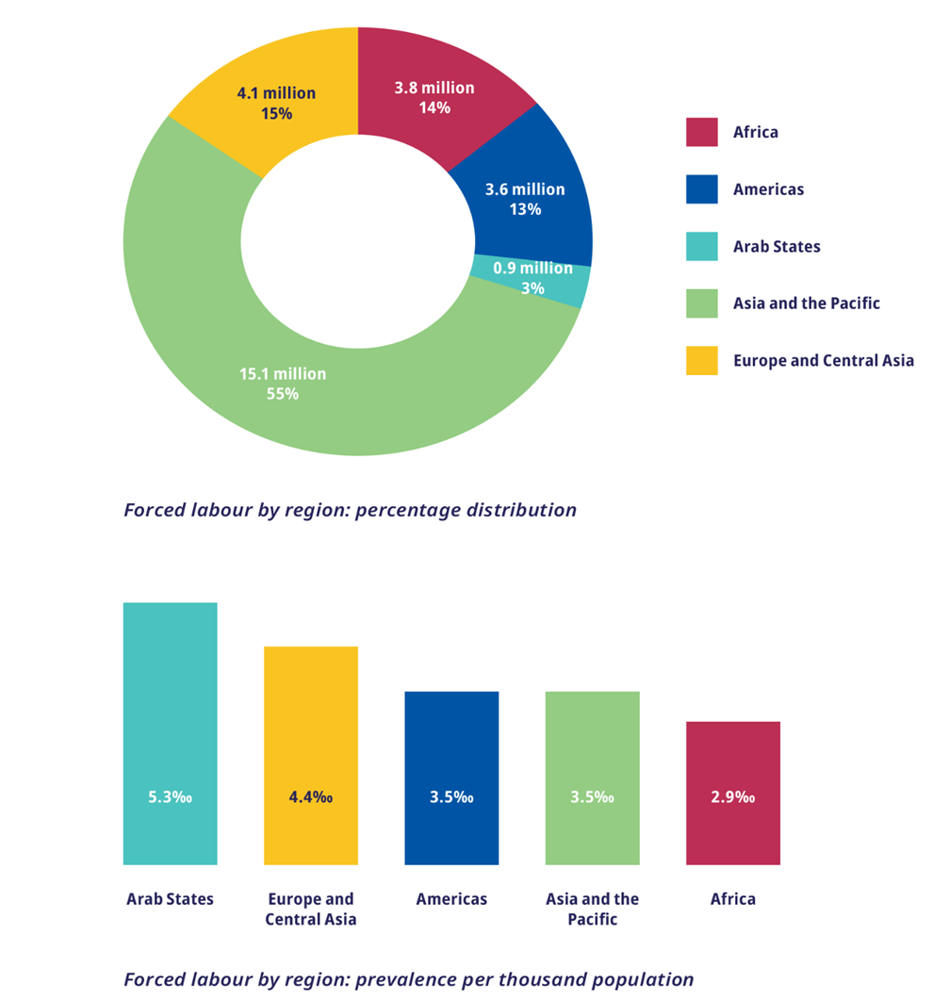 4.1 million
15%
3.8 million
14%
3.6 million
13%
0.9 million
3%
15.1 million
55%
Africa
Americas
Arab States
Asia and the Pacific
Europe and Central Asia
Forced labour by region: percentage distribution
5.3‰
4.4‰
3.5‰
3.5‰
2.9‰
Arab States
Europe and
Central Asia
Americas
Asia and the
Pacific
Africa
Forced labour by region: prevalence per thousand population